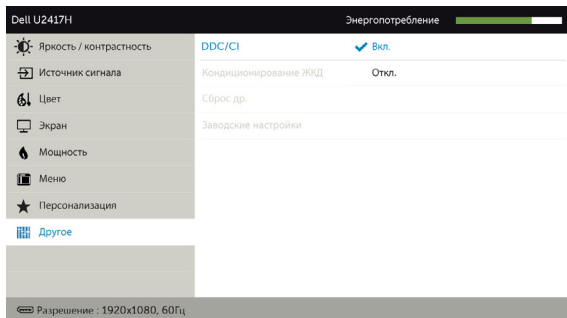 Dell U2417H Энергопотребление
Яркость / контрастность DDC/CI Вкл.
Источник сигнала Кондиционирование ЖКД Откл.
Цвет Сброс др.
Экран Заводские настройки
Мощность
Меню
Персонализация
Другое
Разрешение : 1920x1080, 60Гц